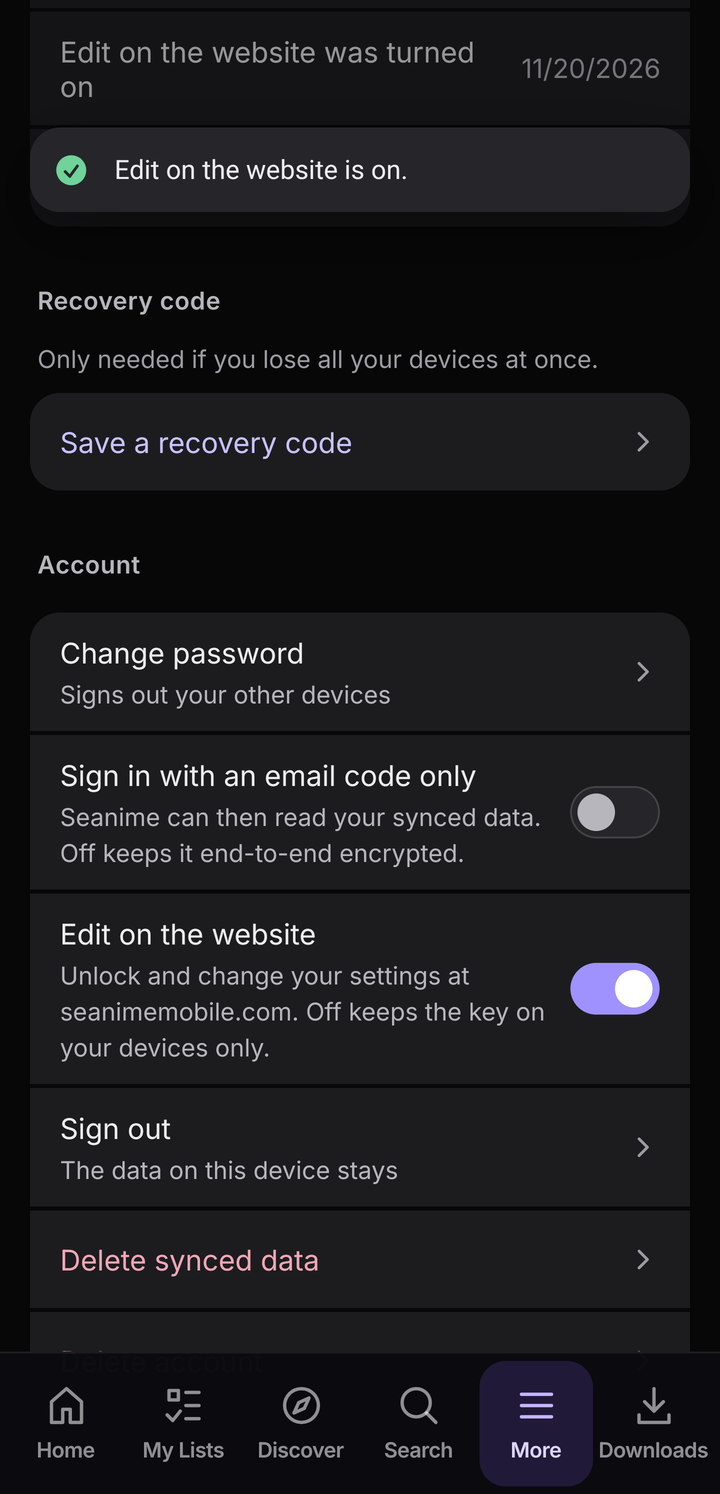 Edit on the website was turned
on
11/20/2026
Edit on the website is on.
Recovery code
Only needed if you lose all your devices at once.
Save a recovery code
Account
Change password
Signs out your other devices
Sign in with an email code only
Seanime can then read your synced data.
Off keeps it end-to-end encrypted.
Edit on the website
Unlock and change your settings at
seanimemobile.com. Off keeps the key on
your devices only.
Sign out
The data on this device stays
Delete synced data
Delete account
Home
My Lists
Discover
Search
More
Downloads